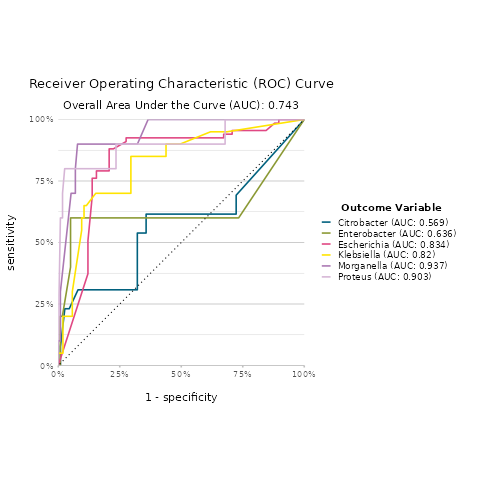 Receiver Operating Characteristic (ROC) Curve
Overall Area Under the Curve (AUC): 0.743
100%
75%
50%
25%
0%
sensitivity
0%
25%
50%
75%
100%
1 - specificity
Outcome Variable
Citrobacter (AUC: 0.569)
Enterobacter (AUC: 0.636)
Escherichia (AUC: 0.834)
Klebsiella (AUC: 0.82)
Morganella (AUC: 0.937)
Proteus (AUC: 0.903)